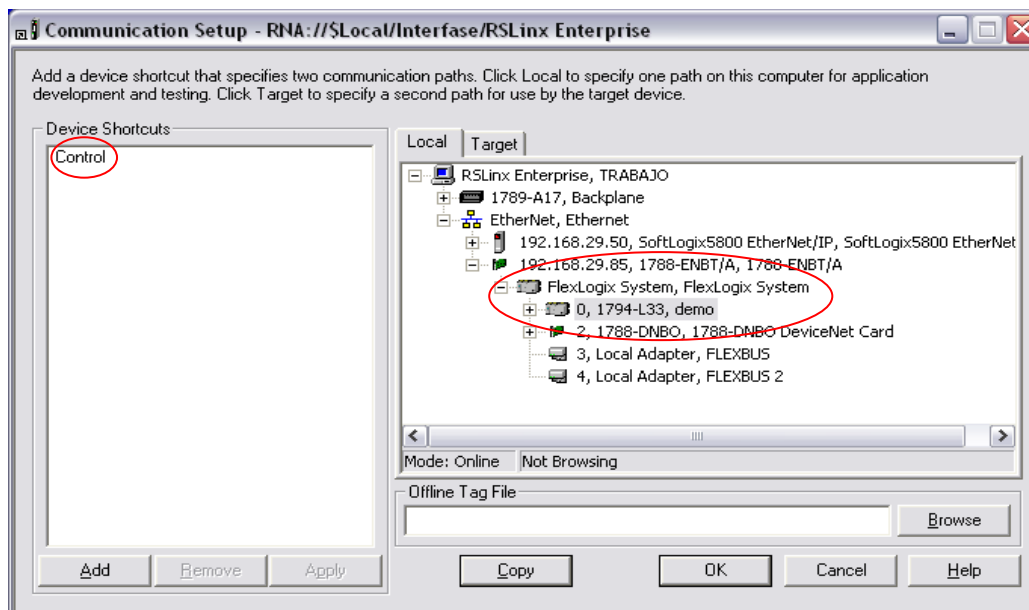 Communication Setup - RNA://$Local/Interfase/RSLinx Enterprise
Add a device shortcut that specifies two communication paths. Click Local to specify one path on this computer for application
development and testing. Click Target to specify a second path for use by the target device.
Device Shortcuts
Control
Local
Target
RSLinx Enterprise, TRABAJO
1789-A17, Backplane
EtherNet, Ethernet
192.168.29.50, SoftLogix5800 EtherNet/IP, SoftLogix5800 EtherNet
192.168.29.85, 1788-ENBT/A, 1788-ENBT/A
FlexLogix System, FlexLogix System
0, 1794-L33, demo
2, 1788-DNBO, 1788-DNBO DeviceNet Card
3, Local Adapter, FLEXBUS
4, Local Adapter, FLEXBUS 2
Mode: Online
Not Browsing
Offline Tag File
Browse
Add
Remove
Apply
Copy
OK
Cancel
Help